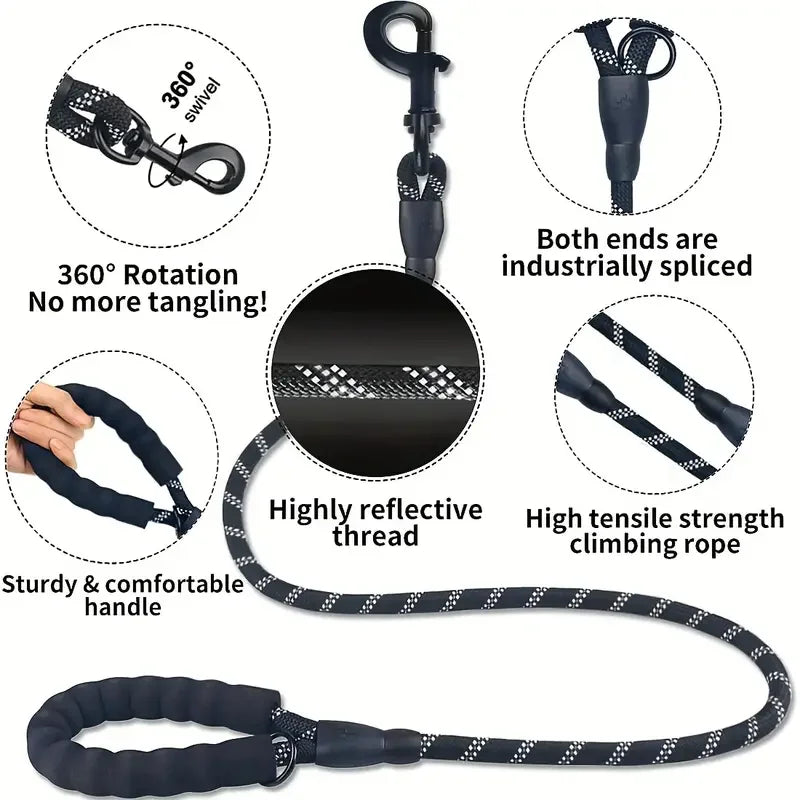 360°
swivel
360° Rotation
No more tangling!
Both ends are
industrially spliced
Highly reflective
thread
High tensile strength
climbing rope
Sturdy & comfortable
handle